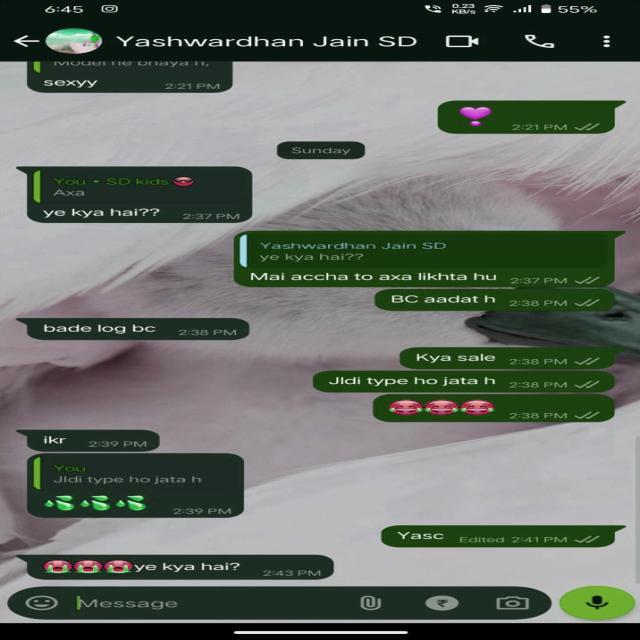 6:45
0.23 KB/s
55%
Yashwardhan Jain SD
Model ne bhaya h,
sexyy 2:21 PM
2:21 PM
Sunday
You • SD kids 😎
Axa
ye kya hai?? 2:37 PM
Yashwardhan Jain SD
ye kya hai??
Mai accha to axa likhta hu 2:37 PM
BC aadat h 2:38 PM
bade log bc 2:38 PM
Kya sale 2:38 PM
Jldi type ho jata h 2:38 PM
😂😂😂 2:38 PM
ikr 2:39 PM
You
Jldi type ho jata h
💦💦💦 2:39 PM
Yasc Edited 2:41 PM
😭😭😭ye kya hai? 2:43 PM
Message